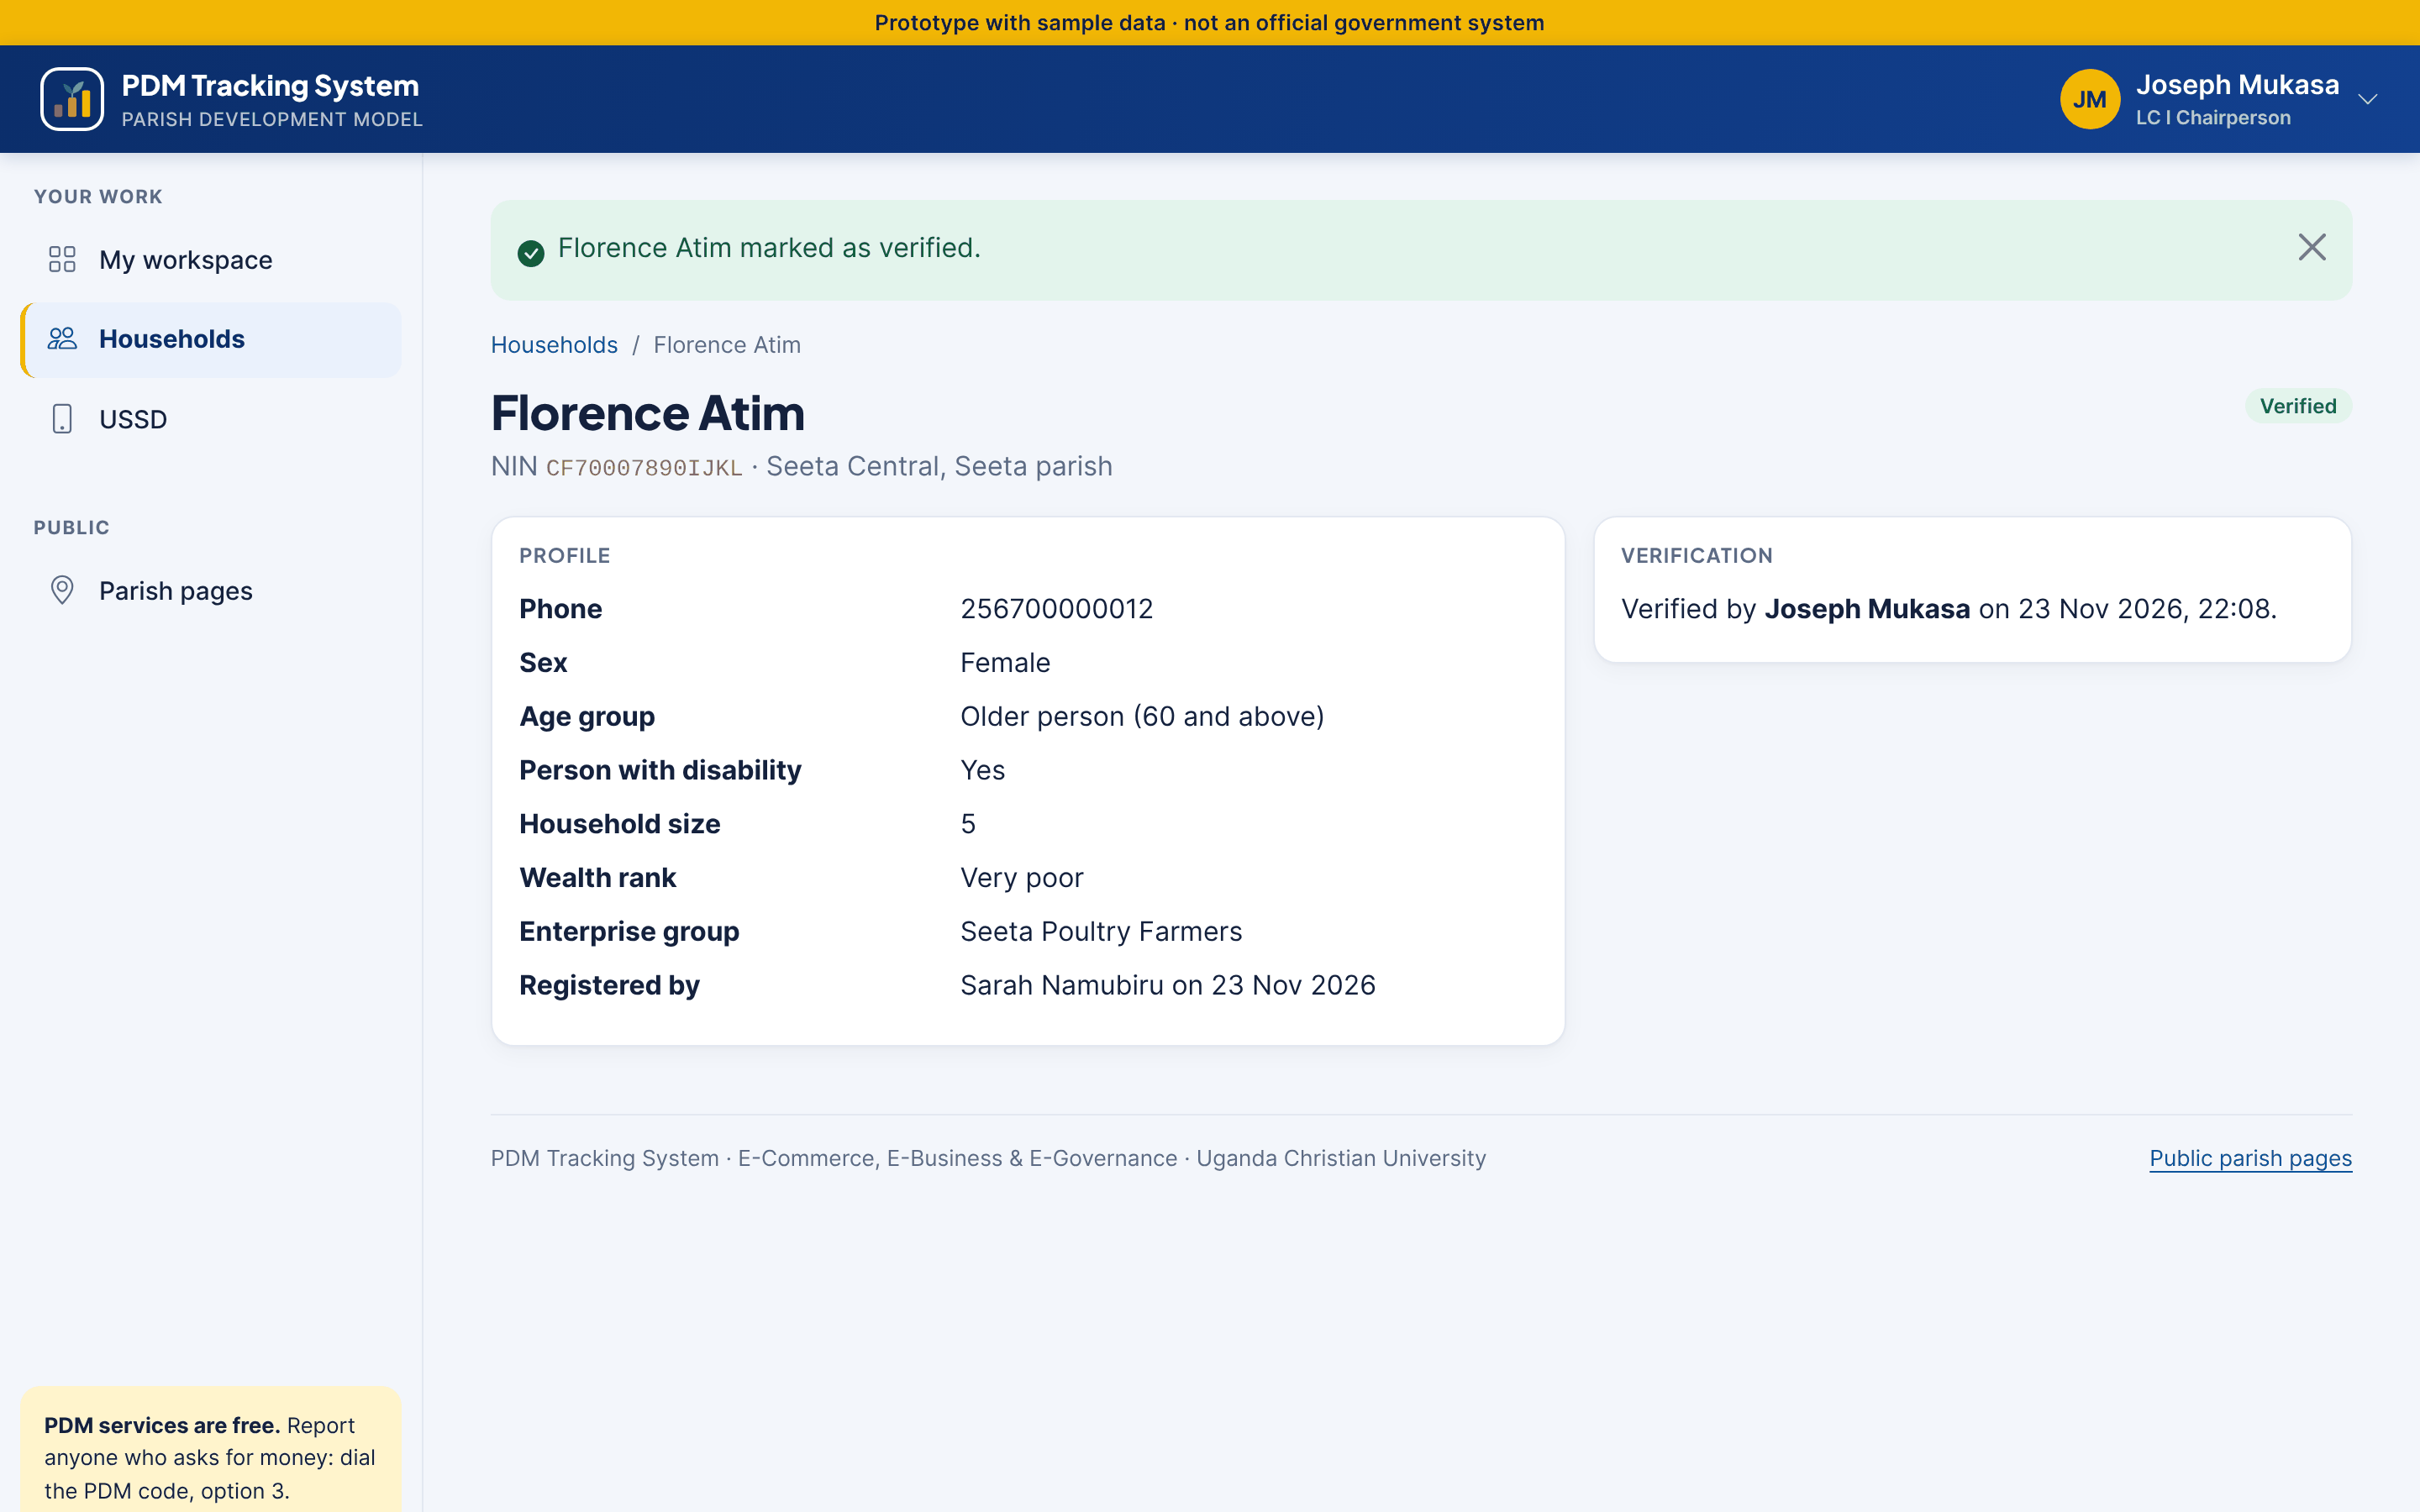 Prototype with sample data · not an official government system
PDM Tracking System
PARISH DEVELOPMENT MODEL
JM
Joseph Mukasa
LC I Chairperson
YOUR WORK
My workspace
Households
USSD
PUBLIC
Parish pages
PDM services are free. Report
anyone who asks for money: dial
the PDM code, option 3.
Florence Atim marked as verified.
Households / Florence Atim
Florence Atim
Verified
NIN CF70007890IJKL · Seeta Central, Seeta parish
PROFILE
Phone 256700000012
Sex Female
Age group Older person (60 and above)
Person with disability Yes
Household size 5
Wealth rank Very poor
Enterprise group Seeta Poultry Farmers
Registered by Sarah Namubiru on 23 Nov 2026
VERIFICATION
Verified by Joseph Mukasa on 23 Nov 2026, 22:08.
PDM Tracking System · E-Commerce, E-Business & E-Governance · Uganda Christian University
Public parish pages